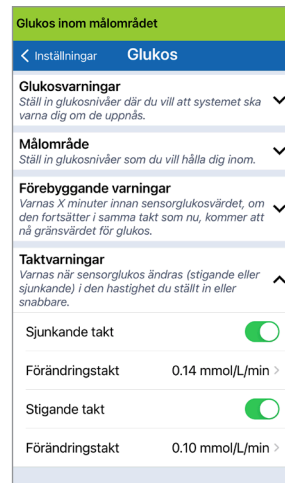 Glukos inom målområdet
Inställningar Glukos
Glukosvarningar
Ställ in glukosnivåer där du vill att systemet ska
varna dig om de uppnås.
Målområde
Ställ in glukosnivåer som du vill hålla dig inom.
Förebyggande varningar
Varnas X minuter innan sensorglukosvärdet, om
den fortsätter i samma takt som nu, kommer att
nå gränsvärdet för glukos.
Taktvarningar
Varnas när sensorglukos ändras (stigande eller
sjunkande) i den hastighet du ställt in eller
snabbare.
Sjunkande takt
Förändringstakt 0.14 mmol/L/min
Stigande takt
Förändringstakt 0.10 mmol/L/min